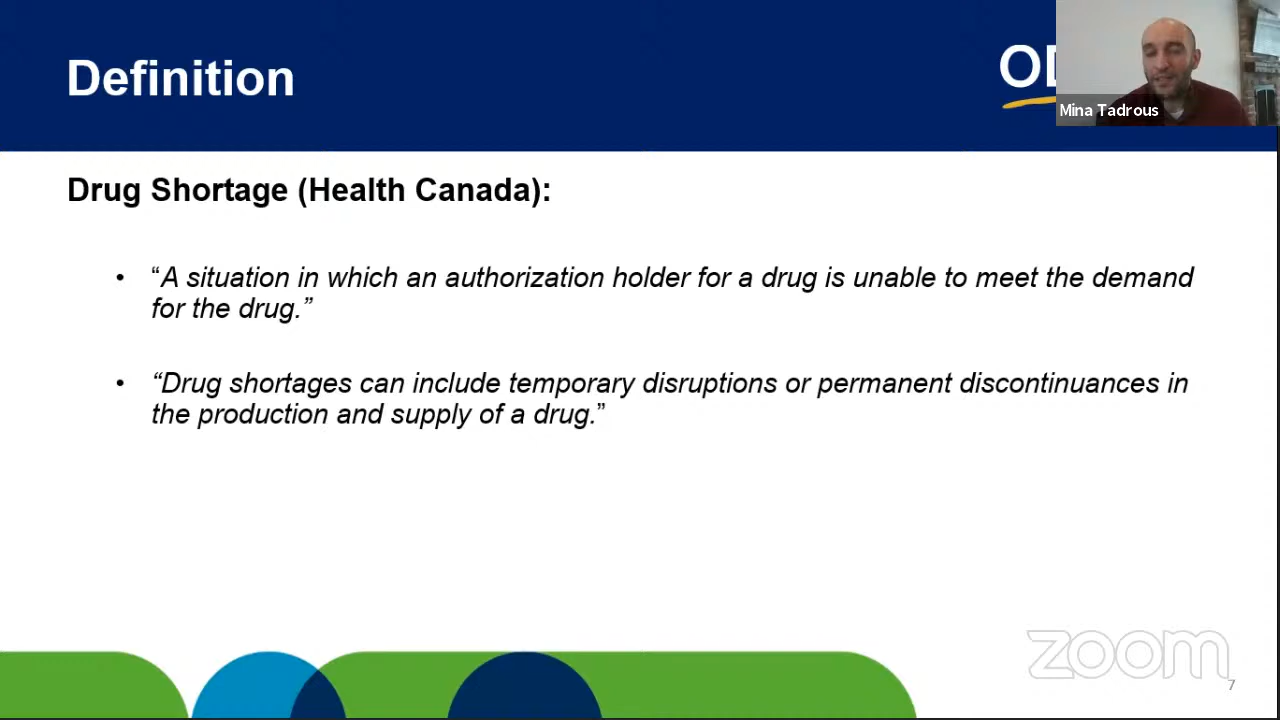 Definition
Mina Tadrous
Drug Shortage (Health Canada):
• “A situation in which an authorization holder for a drug is unable to meet the demand
for the drug.”
• “Drug shortages can include temporary disruptions or permanent discontinuances in
the production and supply of a drug.”
zoom
7